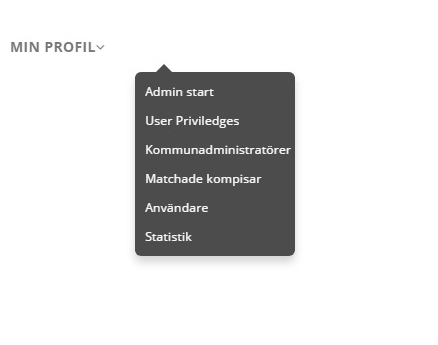 MIN PROFIL
Admin start
User Priviledges
Kommunadministratörer
Matchade kompisar
Användare
Statistik